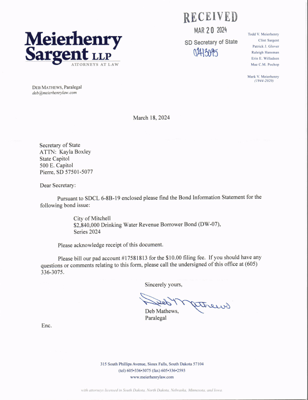 Meierhenry
Sargent LLP
ATTORNEYS AT LAW
RECEIVED
MAR 20 2024
SD Secretary of State
Todd V. Meierhenry
Clint Sargent
Patrick J. Glover
Mark V. Meierhenry
(1944-2020)
DEB MATHEWS, Paralegal
deb@meierhenrylaw.com
March 18, 2024
Secretary of State
ATTN: Kayla Boxley
State Capitol
500 E. Capitol
Pierre, SD 57501-5077
Dear Secretary:
Pursuant to SDCL 6-8B-19 enclosed please find the Bond Information Statement for the
following bond issue:
City of Mitchell
$2,840,000 Drinking Water Revenue Borrower Bond (DW-07),
Series 2024
Please acknowledge receipt of this document.
Please bill our pad account #17581813 for the $10.00 filing fee. If you should have any
questions or comments relating to this form, please call the undersigned of this office at (605)
336-3075.
Sincerely yours,
Deb Mathews
Deb Mathews,
Paralegal
Enc.
315 South Phillips Avenue, Sioux Falls, South Dakota 57104
(tel) 605•336•3075 (fax) 605•336•2593
www.meierhenrylaw.com
with attorneys licensed in South Dakota, North Dakota, Nebraska, Minnesota, and Iowa